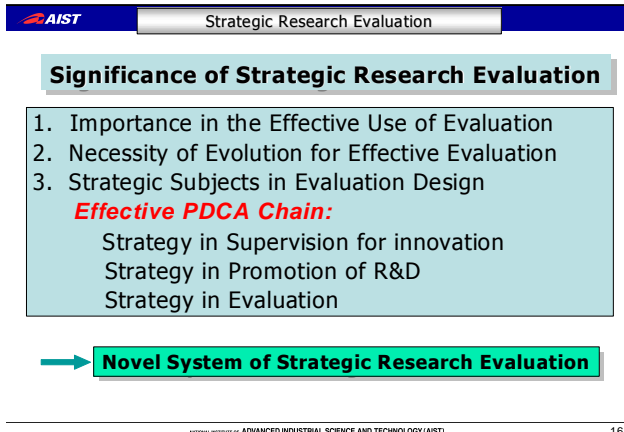 AIST
Strategic Research Evaluation
Significance of Strategic Research Evaluation
1. Importance in the Effective Use of Evaluation
2. Necessity of Evolution for Effective Evaluation
3. Strategic Subjects in Evaluation Design
Effective PDCA Chain:
Strategy in Supervision for innovation
Strategy in Promotion of R&D
Strategy in Evaluation
Novel System of Strategic Research Evaluation
NATIONAL INSTITUTE OF ADVANCED INDUSTRIAL SCIENCE AND TECHNOLOGY (AIST)
16